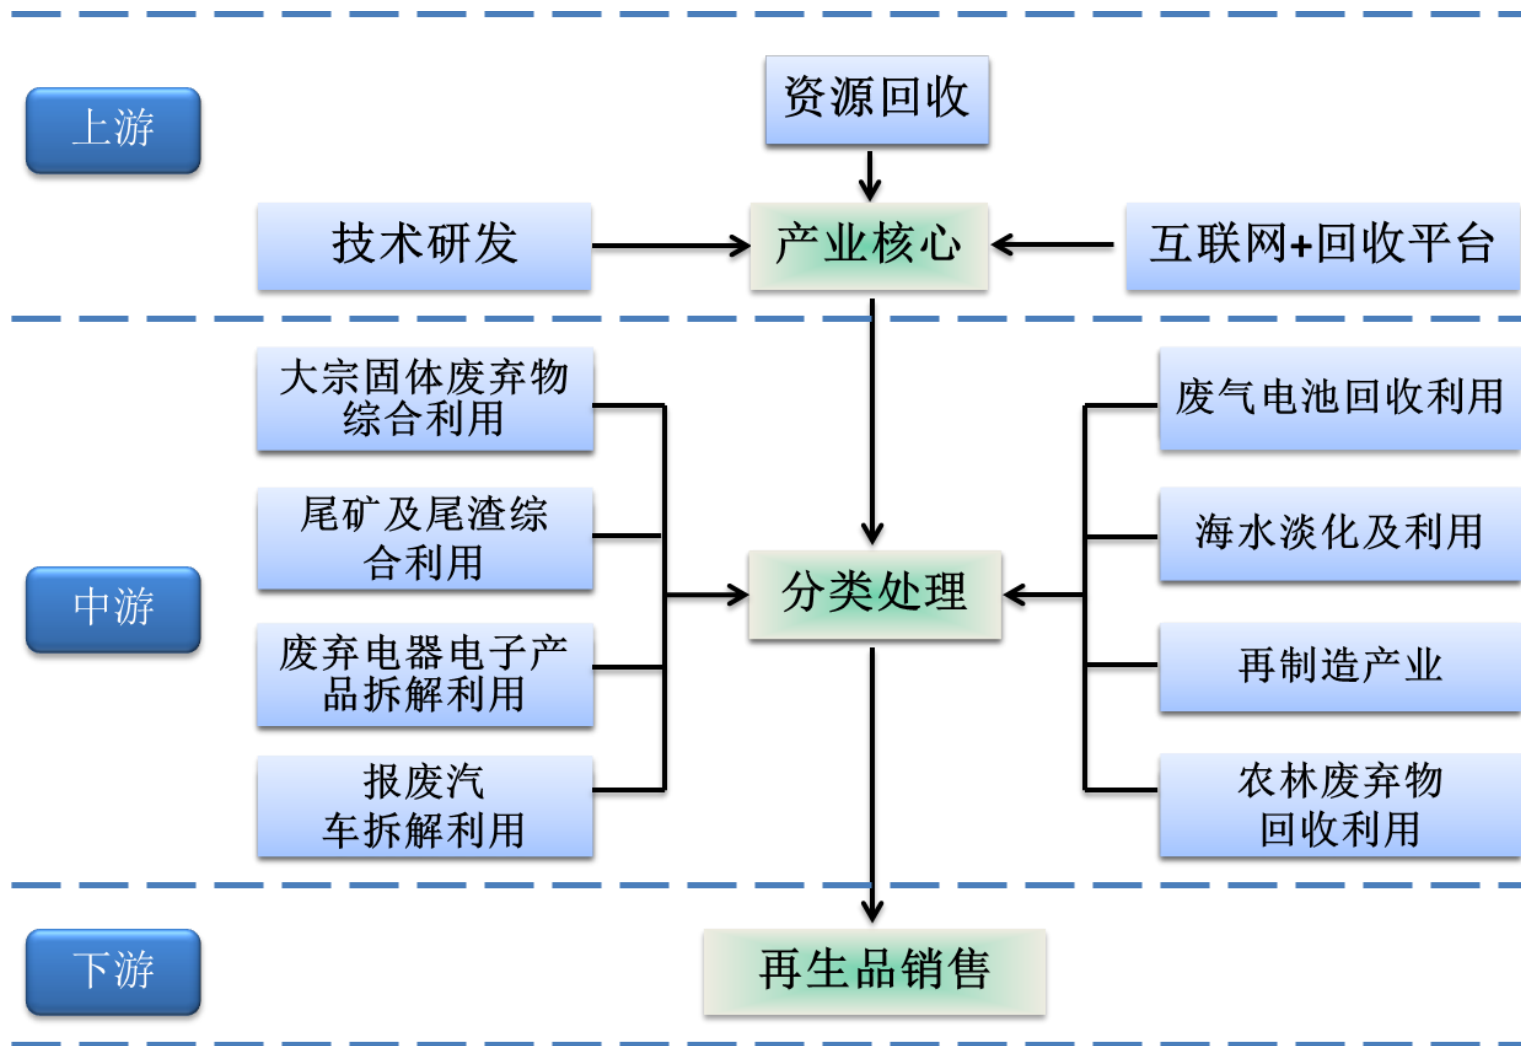 上游
资源回收
技术研发
产业核心
互联网+回收平台
中游
大宗固体废弃物
综合利用
尾矿及尾渣综
合利用
废弃电器电子产
品拆解利用
报废汽
车拆解利用
分类处理
废气电池回收利用
海水淡化及利用
再制造产业
农林废弃物
回收利用
下游
再生品销售